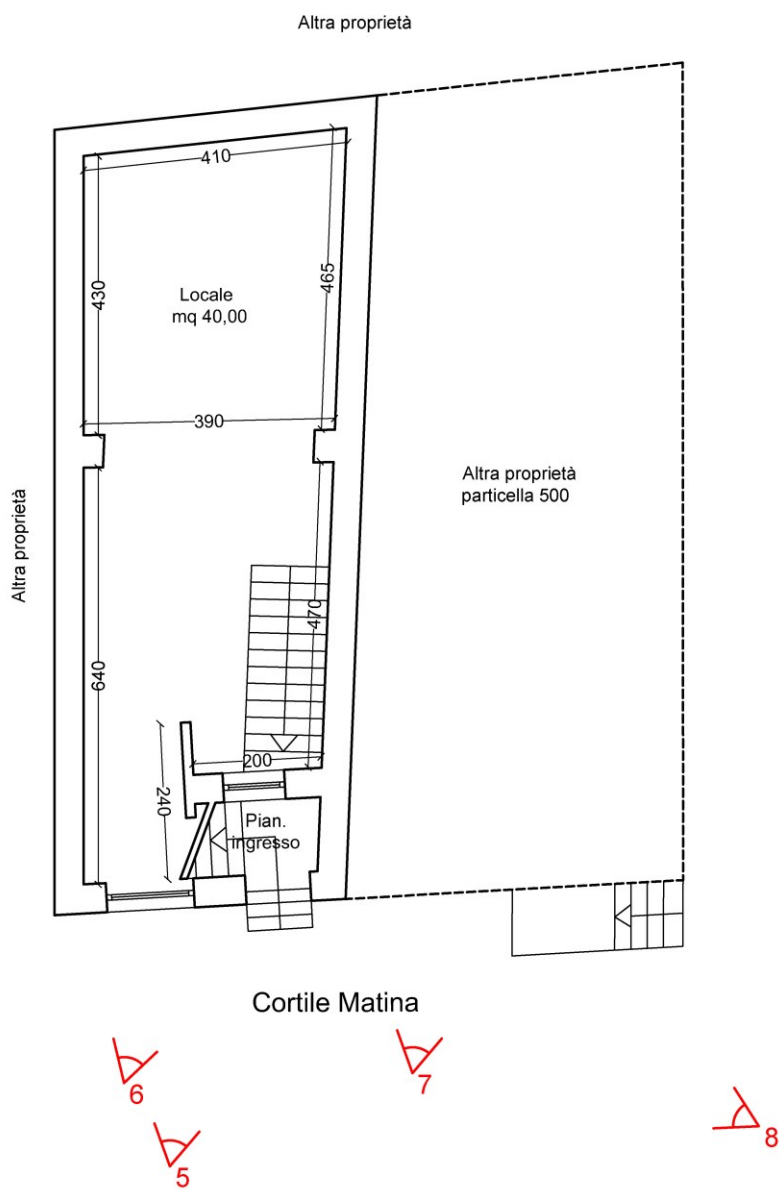 Altra proprietà
410
430
465
Locale
mq 40,00
390
Altra proprietà
particella 500
Altra proprietà
470
640
200
240
Pian.
ingresso
Cortile Matina
6
7
5
8